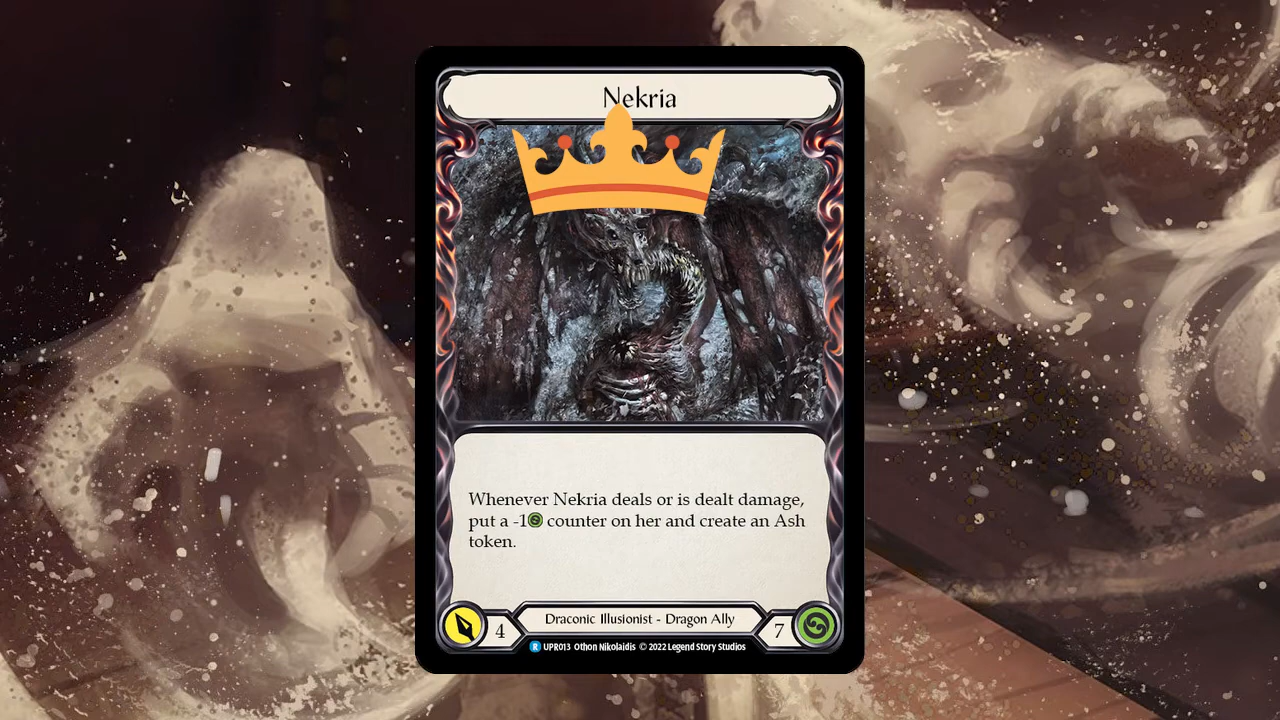 Nekria
Whenever Nekria deals or is dealt damage,
put a -1 counter on her and create an Ash
token.
4
Draconic Illusionist - Dragon Ally
7
R UPR013 Othon Nikolaidis © 2022 Legend Story Studios